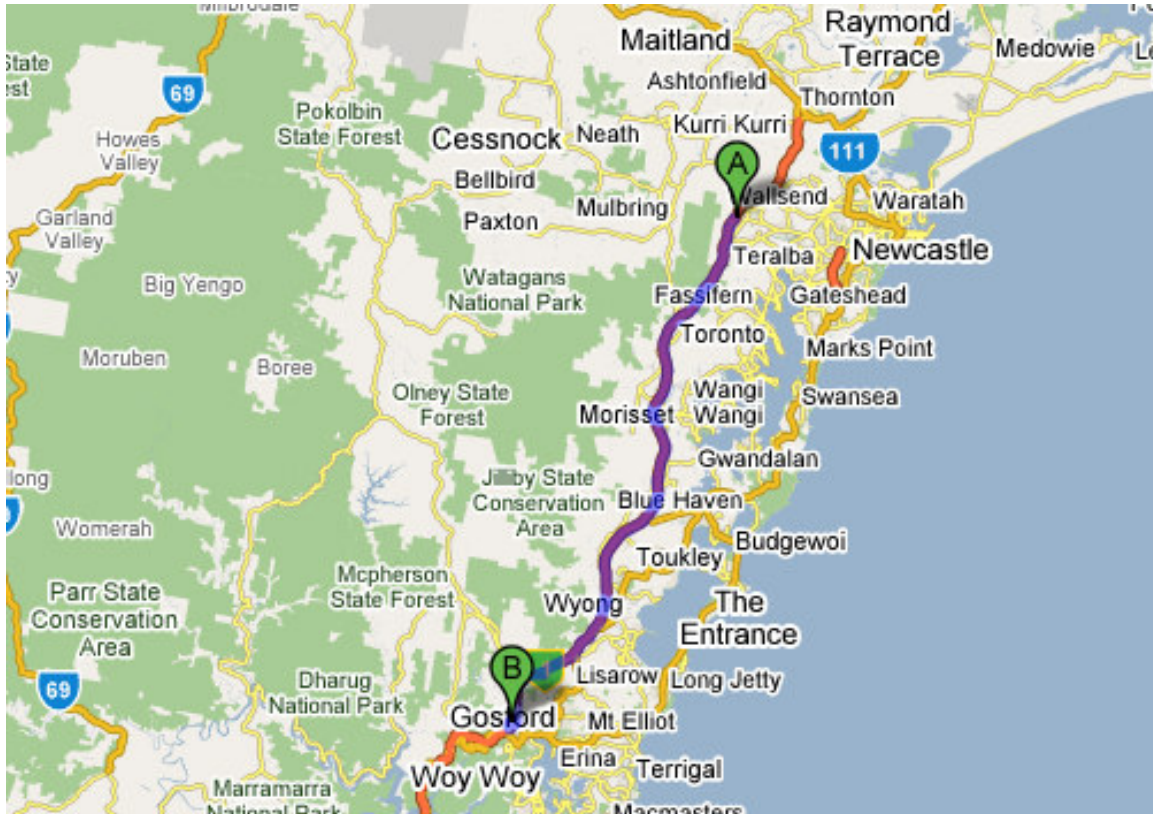 Milbrodale
Maitland
Raymond
Terrace
Medowie
State
69
Ashtonfield
Thornton
Pokolbin
State Forest
Howes
Valley
Cessnock
Neath
Kurri Kurri
111
A
Bellbird
Wallsend
Waratah
Mulbring
Paxton
Garland
Valley
Teralba
Newcastle
Watagans
National Park
Big Yengo
Fassifern
Gateshead
Toronto
Marks Point
Moruben
Boree
Olney State
Forest
Wangi
Wangi
Swansea
Morisset
Gwandalan
State
Conservation
Area
Blue Haven
Womerah
Budgewoi
Toukley
Mcpherson
State Forest
Parr State
Conservation
Area
Wyong
The
Entrance
B
Lisarow
Long Jetty
69
Dharug
National Park
Gosford
Mt Elliot
Erina
Terrigal
Woy Woy
Marramarra
National Park
Macmasters